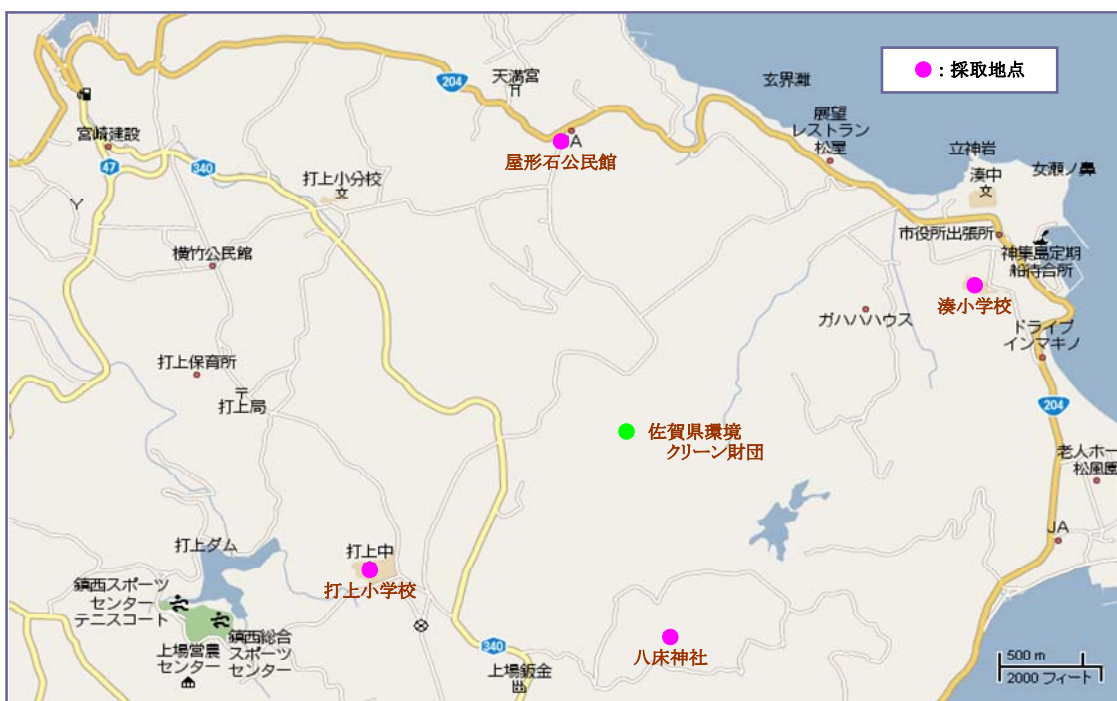 ●:採取地点
玄界灘
天満宮
204
展望
レストラン
松屋
宮崎建設
JA
屋形石公民館
立神岩
湊中
文
女瀬ノ鼻
47
340
打上小分校
文
市役所出張所
神集島定期
船待合所
横竹公民館
湊小学校
ガハハハウス
ドライブ
インマキノ
打上保育所
〒
打上局
204
佐賀県環境
クリーン財団
老人ホー
松風園
JA
打上ダム
打上中
打上小学校
鎮西スポーツ
センター
テニスコート
鎮西総合
スポーツ
センター
上場営農
センター
340
上場鈑金
八床神社
500 m
2000 フィート